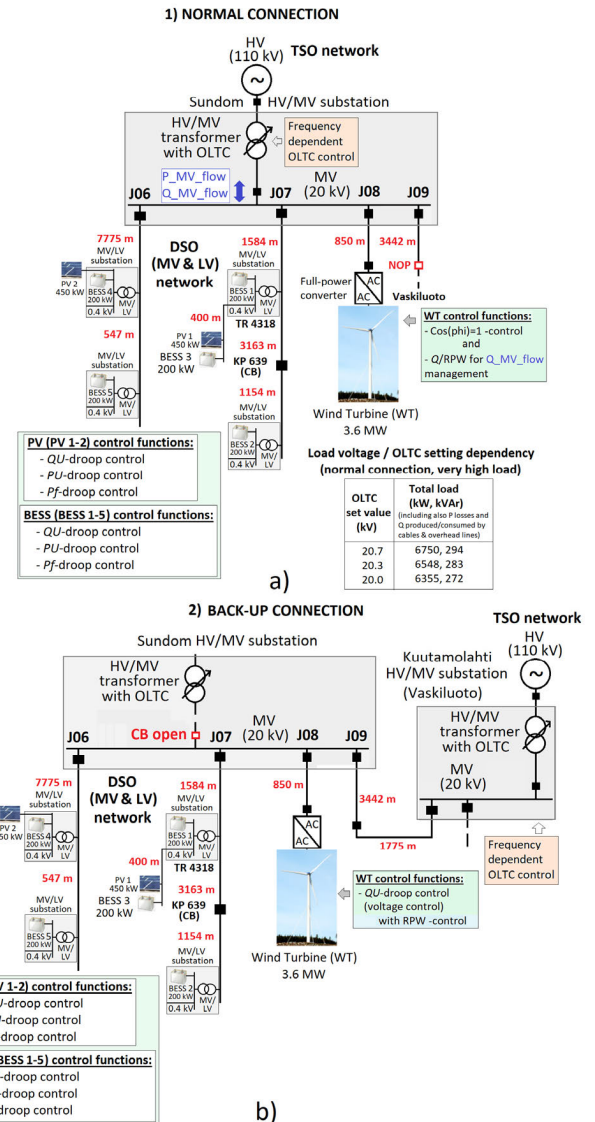 1) NORMAL CONNECTION
HV
(110 kV)
TSO network
Sundom
HV/MV substation
HV/MV
transformer
with OLTC
Frequency
dependent
OLTC control
P_MV_flow
Q_MV_flow
MV
(20 kV)
J06
J07
J08
J09
7775 m
MV/LV
substation
PV 2
450 kW
BESS 4
200 kW
0.4 kV
MV/
LV
547 m
MV/LV
substation
BESS 5
200 kW
0.4 kV
MV/
LV
DSO
(MV & LV)
network
1584 m
MV/LV
substation
BESS 1
200 kW
0.4 kV
MV/
LV
400 m
TR 4318
PV 1
450 kW
BESS 3
200 kW
3163 m
KP 639
(CB)
1154 m
MV/LV
substation
BESS 2
200 kW
0.4 kV
MV/
LV
850 m
3442 m
NOP
Full-power
converter
AC
AC
Vaskiluoto
WT control functions:
- Cos(phi)=1 -control
and
- Q/RPW for Q_MV_flow
management
Wind Turbine (WT)
3.6 MW
PV (PV 1-2) control functions:
- QU-droop control
- PU-droop control
- Pf-droop control
BESS (BESS 1-5) control functions:
- QU-droop control
- PU-droop control
- Pf-droop control
Load voltage / OLTC setting dependency
(normal connection, very high load)
OLTC
set value
(kV)
Total load
(kW, kVAr)
(including also P losses and
Q produced/consumed by
cables & overhead lines)
20.7 6750, 294
20.3 6548, 283
20.0 6355, 272
a)
2) BACK-UP CONNECTION
Sundom HV/MV substation
TSO network
HV
(110 kV)
Kuutamolahti
HV/MV substation
(Vaskiluoto)
HV/MV
transformer
with OLTC
HV/MV
transformer
with OLTC
CB open
MV
(20 kV)
MV
(20 kV)
J06
J07
J08
J09
7775 m
MV/LV
substation
PV 2
450 kW
BESS 4
200 kW
0.4 kV
MV/
LV
547 m
MV/LV
substation
BESS 5
200 kW
0.4 kV
MV/
LV
DSO
(MV & LV)
network
1584 m
MV/LV
substation
BESS 1
200 kW
0.4 kV
MV/
LV
400 m
TR 4318
PV 1
450 kW
BESS 3
200 kW
3163 m
KP 639
(CB)
1154 m
MV/LV
substation
BESS 2
200 kW
0.4 kV
MV/
LV
850 m
3442 m
1775 m
AC
AC
Frequency
dependent
OLTC control
WT control functions:
- QU-droop control
(voltage control)
with RPW -control
Wind Turbine (WT)
3.6 MW
1-2) control functions:
-droop control
-droop control
droop control
BESS 1-5) control functions:
-droop control
-droop control
droop control
b)